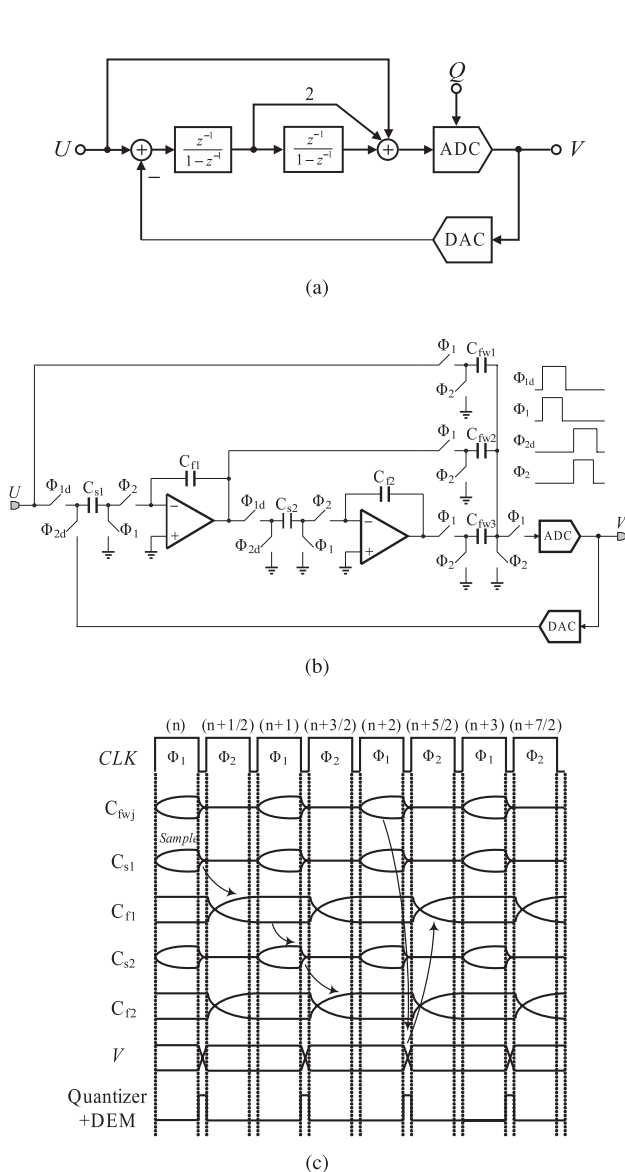 2
Q
U
z⁻¹
1−z⁻¹
z⁻¹
1−z⁻¹
ADC
V
−
DAC
(a)
Φ1 Cfw1
Φ2
Φ1d
Φ1
Φ2d
Φ2
Φ1 Cfw2
Φ2
Cf1
Cf2
U Φ1d Cs1 Φ2
Φ2d Φ1
Φ1d Cs2 Φ2
Φ2d Φ1
Φ1 Cfw3 Φ1
Φ2 Φ2
ADC
V
DAC
(b)
(n) (n+1/2) (n+1) (n+3/2) (n+2) (n+5/2) (n+3) (n+7/2)
CLK Φ1 Φ2 Φ1 Φ2 Φ1 Φ2 Φ1 Φ2
Cfwj
Sample
Cs1
Cf1
Cs2
Cf2
V
Quantizer
+DEM
(c)